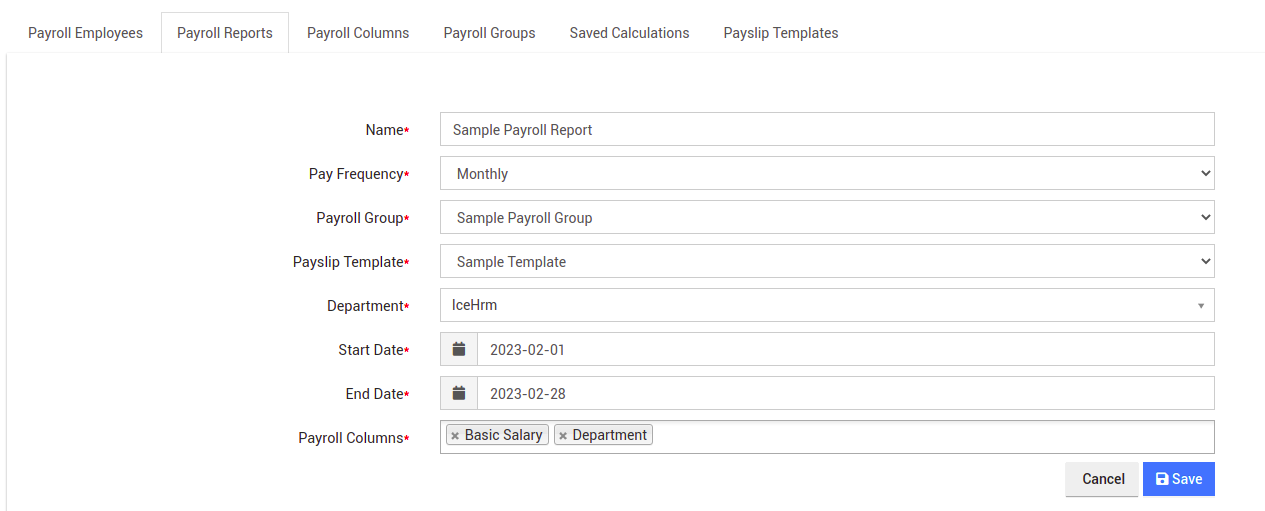 Payroll Employees Payroll Reports Payroll Columns Payroll Groups Saved Calculations Payslip Templates
Name* Sample Payroll Report
Pay Frequency* Monthly
Payroll Group* Sample Payroll Group
Payslip Template* Sample Template
Department* IceHrm
Start Date* 2023-02-01
End Date* 2023-02-28
Payroll Columns* × Basic Salary × Department
Cancel Save